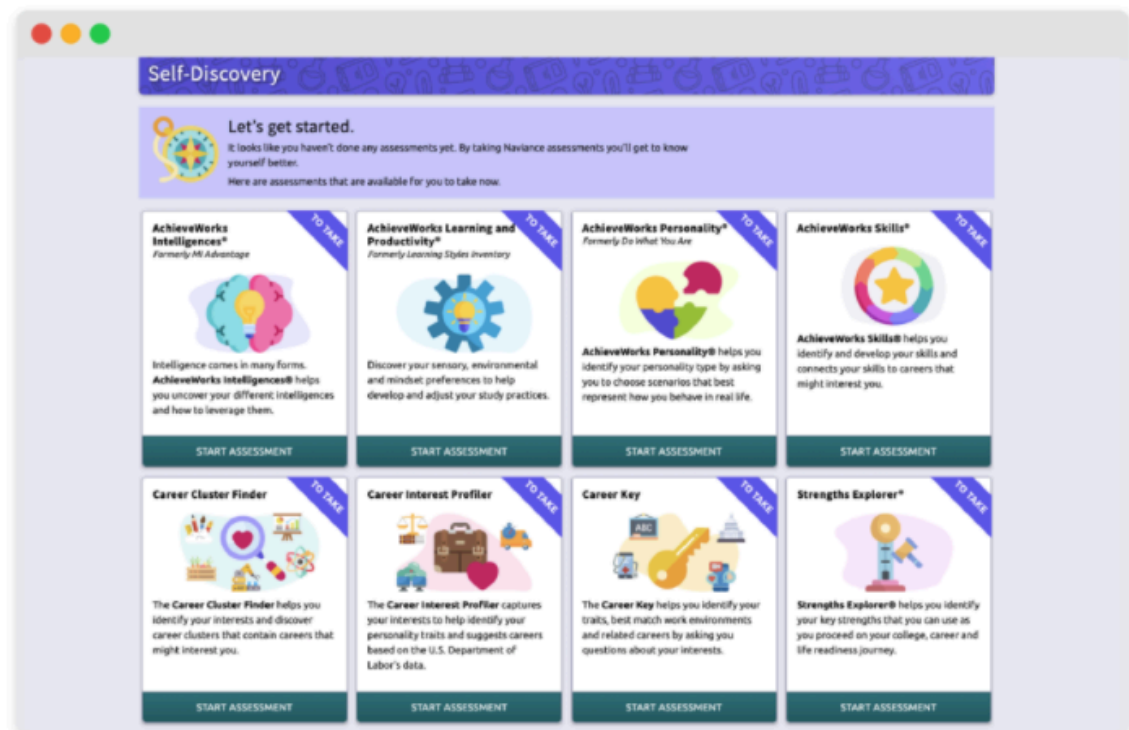 Self-Discovery
Let's get started.
It looks like you haven't done any assessments yet. By taking Naviance assessments you'll get to know
yourself better.
Here are assessments that are available for you to take now.
TO TAKE
AchieveWorks
Intelligences®
Formerly MI Advantage
Intelligence comes in many forms.
AchieveWorks Intelligences® helps
you uncover your different intelligences
and how to leverage them.
START ASSESSMENT
TO TAKE
AchieveWorks Learning and
Productivity®
Formerly Learning Styles Inventory
Discover your sensory, environmental
and mindset preferences to help
develop and adjust your study practices.
START ASSESSMENT
TO TAKE
AchieveWorks Personality®
Formerly Do What You Are
AchieveWorks Personality® helps you
identify your personality type by asking
you to choose scenarios that best
represent how you behave in real life.
START ASSESSMENT
TO TAKE
AchieveWorks Skills®
AchieveWorks Skills® helps you
identify and develop your skills and
connects your skills to careers that
might interest you.
START ASSESSMENT
TO TAKE
Career Cluster Finder
The Career Cluster Finder helps you
identify your interests and discover
career clusters that contain careers that
might interest you.
START ASSESSMENT
TO TAKE
Career Interest Profiler
The Career Interest Profiler captures
your interests to help identify your
personality traits and suggests careers
based on the U.S. Department of
Labor's data.
START ASSESSMENT
TO TAKE
Career Key
ABC
The Career Key helps you identify your
traits, best match work environments
and related careers by asking you
questions about your interests.
START ASSESSMENT
TO TAKE
Strengths Explorer®
Strengths Explorer® helps you identify
your key strengths that you can use as
you proceed on your college, career and
life readiness journey.
START ASSESSMENT